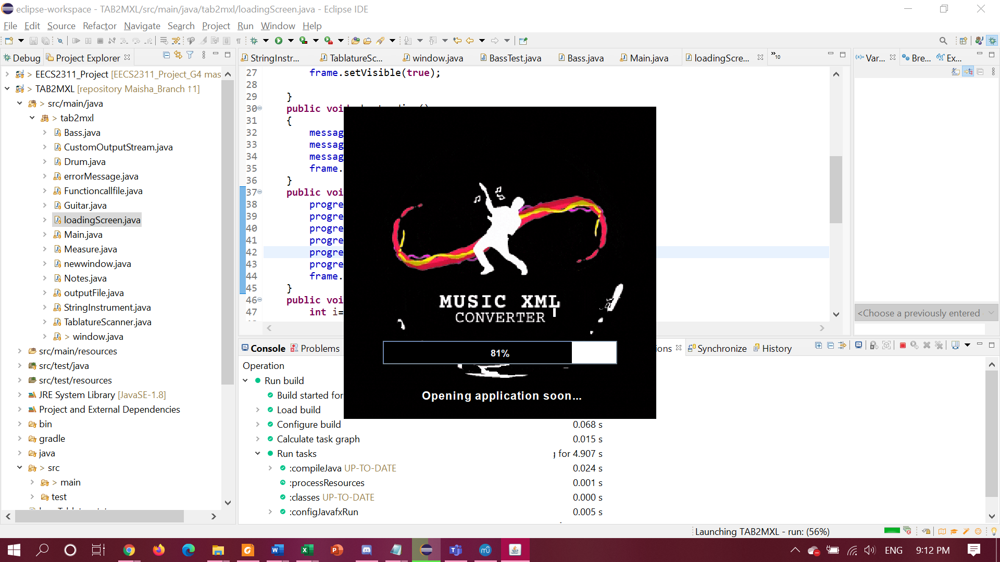 eclipse-workspace - TAB2MXL/src/main/java/tab2mxl/loadingScreen.java - Eclipse IDE
File Edit Source Refactor Navigate Search Project Run Window Help
Debug Project Explorer
EECS2311_Project [EECS2311_Project_G4 mas
TAB2MXL [repository Maisha_Branch ↑1]
> src/main/java
> tab2mxl
Bass.java
CustomOutputStream.java
Drum.java
errorMessage.java
Functioncallfile.java
Guitar.java
loadingScreen.java
Main.java
Measure.java
newwindow.java
Notes.java
outputFile.java
StringInstrument.java
TablatureScanner.java
> window.java
src/main/resources
src/test/java
src/test/resources
JRE System Library [JavaSE-1.8]
Project and External Dependencies
bin
gradle
java
> src
> main
test
StringInstr... TablatureSc... window.java BassTest.java Bass.java Main.java loadingScre... »10
27 frame.setVisible(true);
28
29 }
30 public voi
31 {
32 messag
33 messag
34 messag
35 frame.
36 }
37 public voi
38 progre
39 progre
40 progre
41 progre
42 progre
43 progre
44 frame.
45 }
46 public voi
47 int i=
MUSIC XML
CONVERTER
81%
Opening application soon...
(x)= Var... Bre... Ex...
<Choose a previously entered
Console Problems ions Synchronize History
Operation
Run build
Build started for
Load build
Configure build 0.068 s
Calculate task graph 0.015 s
Run tasks for 4.907 s
:compileJava UP-TO-DATE 0.024 s
:processResources 0.001 s
:classes UP-TO-DATE 0.000 s
:configJavafxRun 0.005 s
Launching TAB2MXL - run: (56%)
ENG 9:12 PM